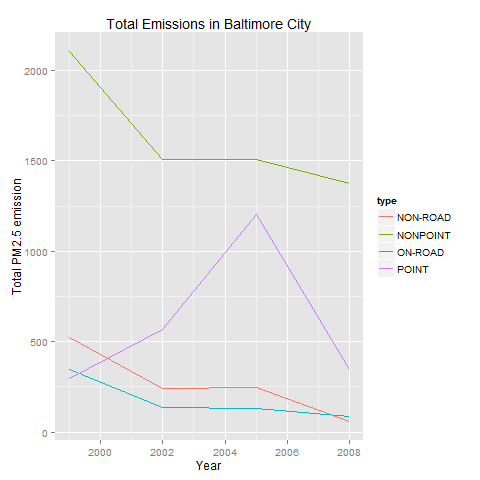 Total Emissions in Baltimore City
Total PM2.5 emission
2000
1500
1000
500
0
2000
2002
2004
2006
2008
Year
type
NON-ROAD
NONPOINT
ON-ROAD
POINT